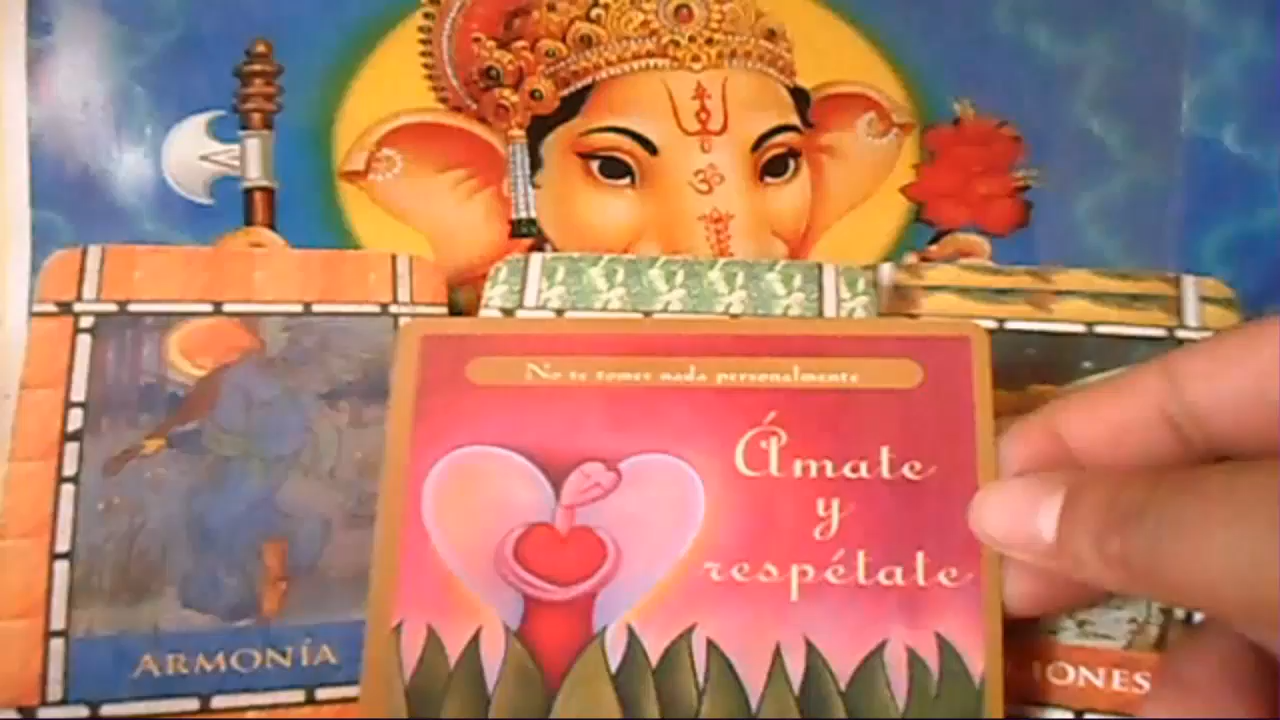 ॐ
No te tomes nada personalmente
Ámate
y
respétate
ARMONÍA
IONES